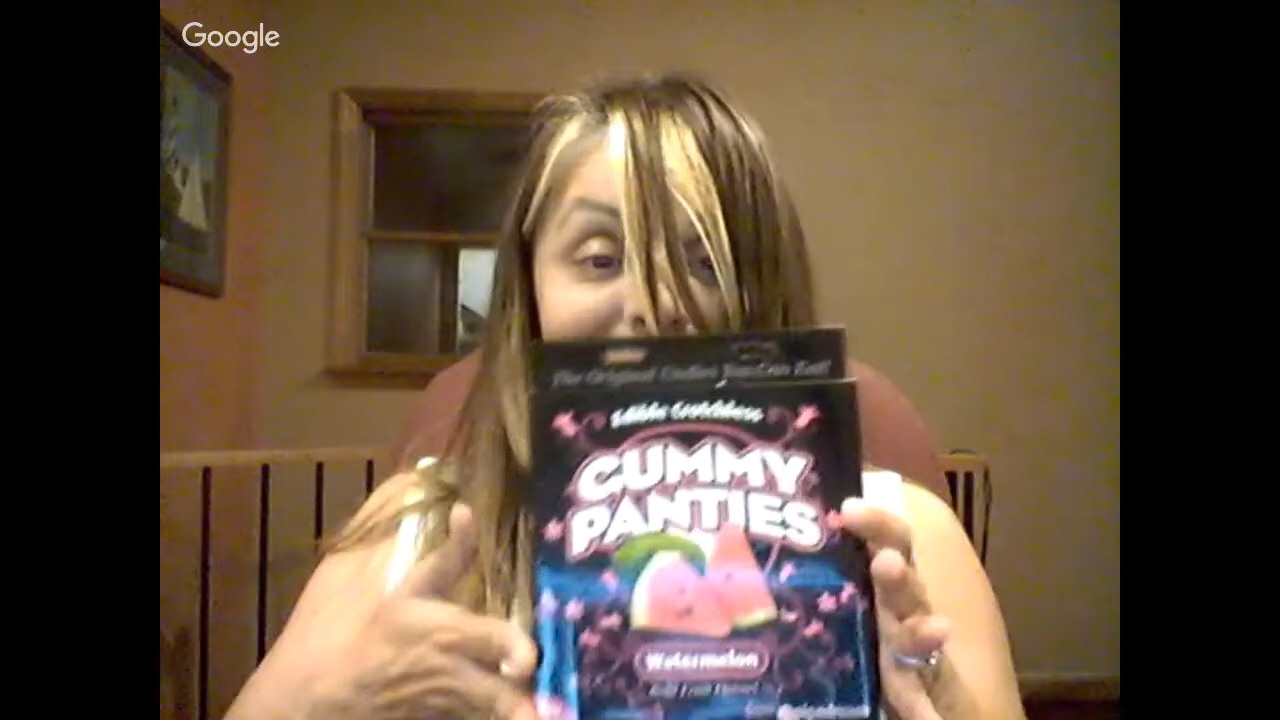 Google
The Original Undies You Can Eat!
Edible Crotchless
GUMMY
PANTIES
Watermelon